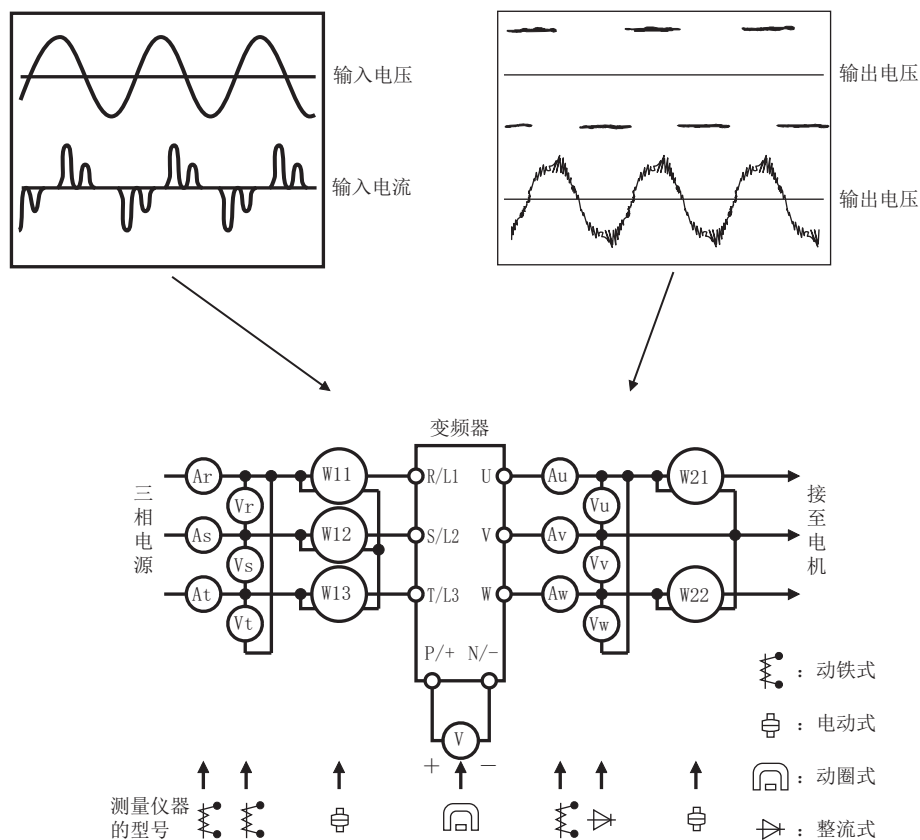 输入电压
输入电流
输出电压
输出电压
变频器
三相电源
Ar
Vr
As
Vs
At
Vt
W11
W12
W13
R/L1
S/L2
T/L3
U
V
W
P/+
N/-
Au
Vu
Av
Vv
Aw
Vw
W21
W22
接至电机
V
+
−
：动铁式
：电动式
：动圈式
：整流式
测量仪器
的型号